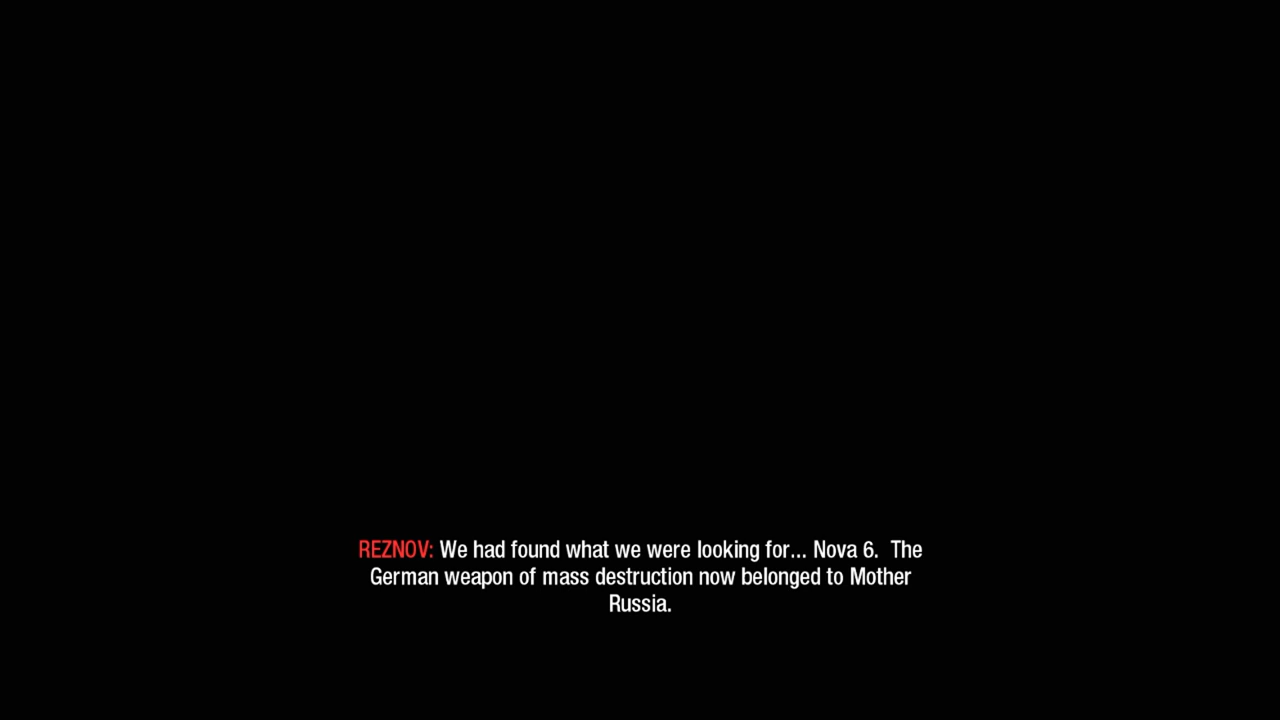 REZNOV: We had found what we were looking for... Nova 6.  The
German weapon of mass destruction now belonged to Mother
Russia.